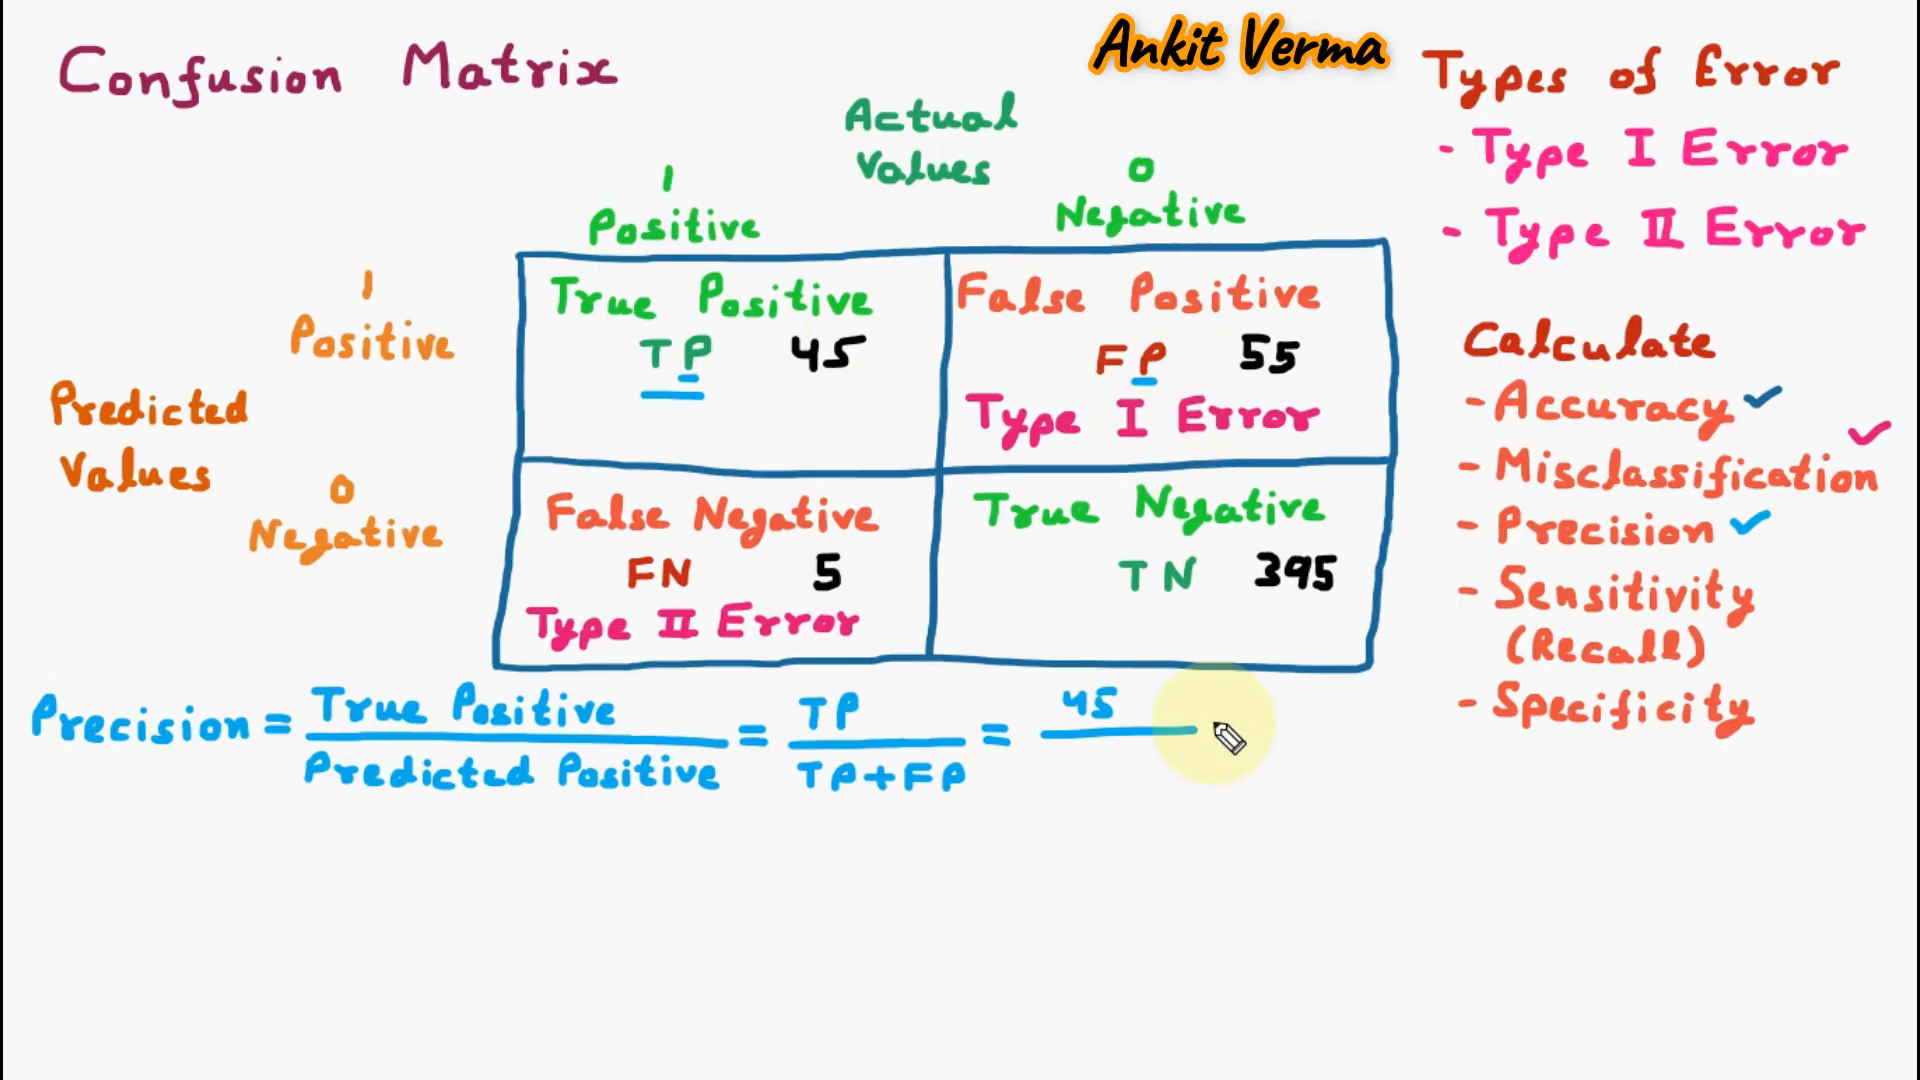 Confusion Matrix
Ankit Verma
Actual
Values
1
Positive
0
Negative
Predicted
Values
1
Positive
0
Negative
True Positive
TP 45
False Positive
FP 55
Type I Error
False Negative
FN 5
Type II Error
True Negative
TN 395
Precision = True Positive / Predicted Positive = TP / TP+FP = 45
Types of Error
- Type I Error
- Type II Error
Calculate
- Accuracy ✓
- Misclassification ✓
- Precision ✓
- Sensitivity
(Recall)
- Specificity